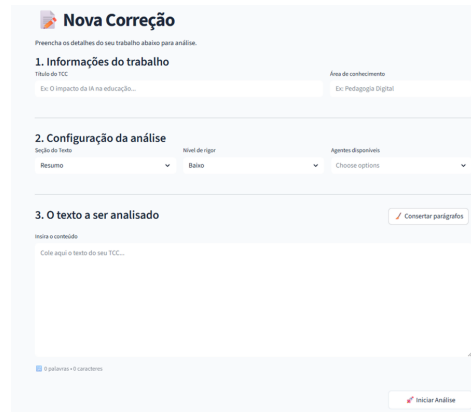 Nova Correção
Preencha os detalhes do seu trabalho abaixo para análise.
1. Informações do trabalho
Título do TCC
Área de conhecimento
Ex: O impacto da IA na educação...
Ex: Pedagogia Digital
2. Configuração da análise
Seção do Texto
Nível de rigor
Agentes disponíveis
Resumo
Baixo
Choose options
3. O texto a ser analisado
Consertar parágrafos
Insira o conteúdo
Cole aqui o texto do seu TCC...
0 palavras • 0 caracteres
Iniciar Análise